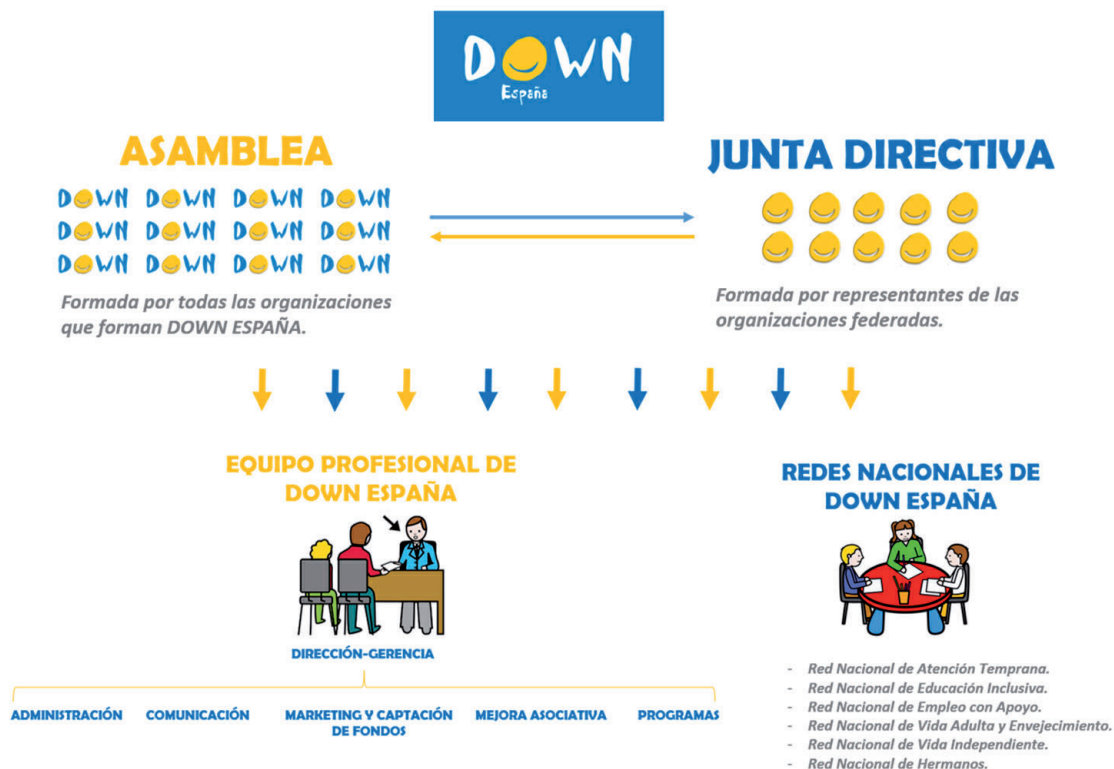 DOWN
España
ASAMBLEA
DOWN DOWN DOWN DOWN
DOWN DOWN DOWN DOWN
DOWN DOWN DOWN DOWN
Formada por todas las organizaciones
que forman DOWN ESPAÑA.
JUNTA DIRECTIVA
Formada por representantes de las
organizaciones federadas.
EQUIPO PROFESIONAL DE
DOWN ESPAÑA
DIRECCIÓN-GERENCIA
ADMINISTRACIÓN
COMUNICACIÓN
MARKETING Y CAPTACIÓN
DE FONDOS
MEJORA ASOCIATIVA
PROGRAMAS
REDES NACIONALES DE
DOWN ESPAÑA
- Red Nacional de Atención Temprana.
- Red Nacional de Educación Inclusiva.
- Red Nacional de Empleo con Apoyo.
- Red Nacional de Vida Adulta y Envejecimiento.
- Red Nacional de Vida Independiente.
- Red Nacional de Hermanos.